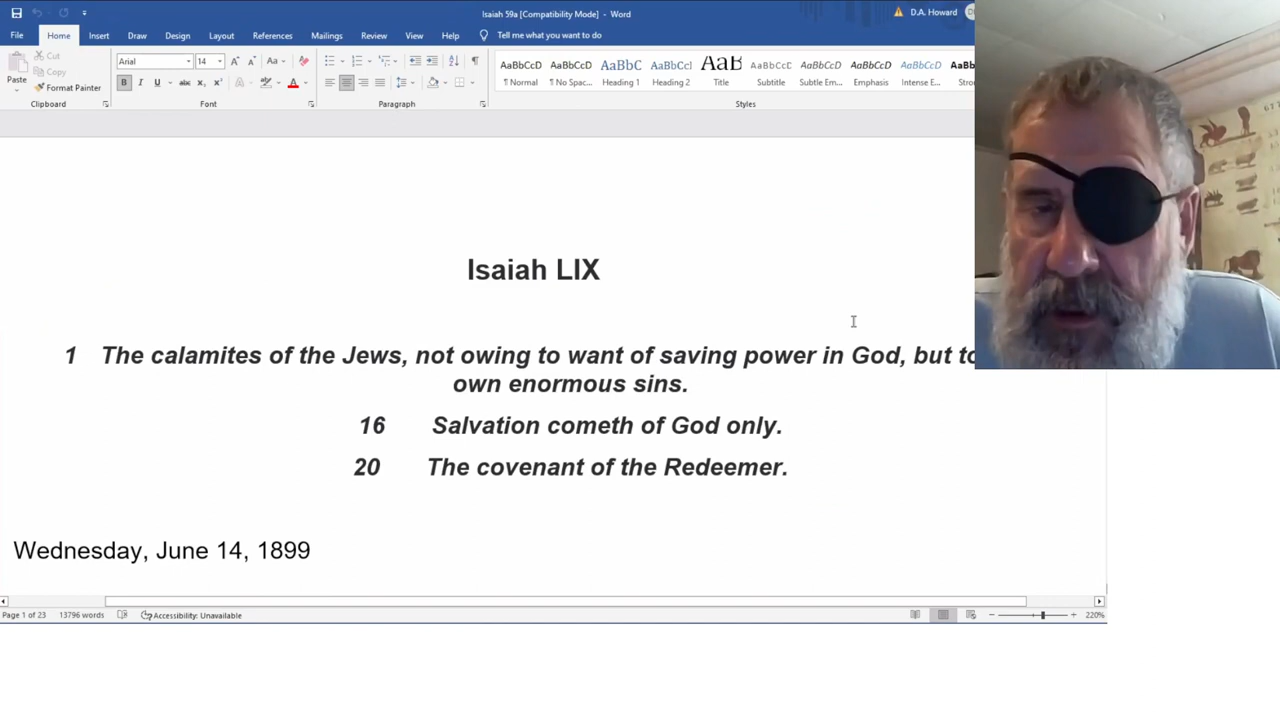 Isaiah 59a [Compatibility Mode] - Word
D.A. Howard
File Home Insert Draw Design Layout References Mailings Review View Help Tell me what you want to do
Paste
Cut
Copy
Format Painter
Arial 14
Clipboard Font Paragraph Styles
AaBbCcD AaBbCcD AaBbC AaBbCcl AaB AaBbCcD AaBbCcD AaBbCcD AaBbCcD AaBb
¶ Normal ¶ No Spac... Heading 1 Heading 2 Title Subtitle Subtle Em... Emphasis Intense E... Stro
Isaiah LIX
1 The calamites of the Jews, not owing to want of saving power in God, but to
own enormous sins.
16 Salvation cometh of God only.
20 The covenant of the Redeemer.
Wednesday, June 14, 1899
Page 1 of 23 13796 words Accessibility: Unavailable 220%